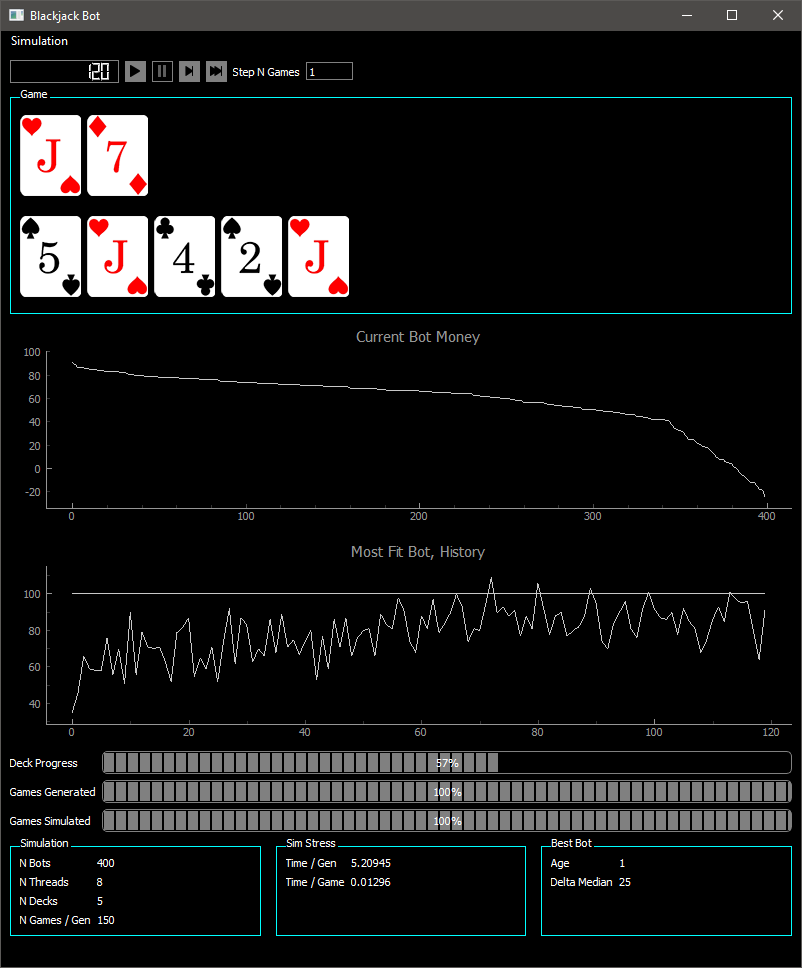 Blackjack Bot
Simulation
120 Step N Games 1
Game
J 7
5 J 4 2 J
Current Bot Money
100
80
60
40
20
0
-20
0 100 200 300 400
Most Fit Bot, History
100
80
60
40
0 20 40 60 80 100 120
Deck Progress 57%
Games Generated 100%
Games Simulated 100%
Simulation
N Bots 400
N Threads 8
N Decks 5
N Games / Gen 150
Sim Stress
Time / Gen 5.20945
Time / Game 0.01296
Best Bot
Age 1
Delta Median 25